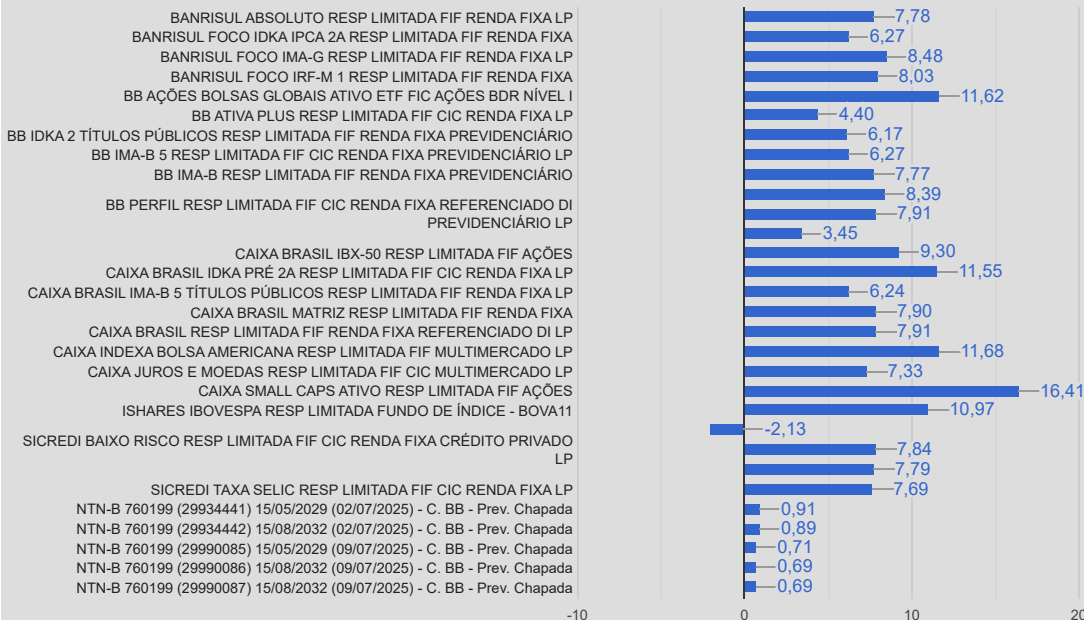 BANRISUL ABSOLUTO RESP LIMITADA FIF RENDA FIXA LP 7,78
BANRISUL FOCO IDKA IPCA 2A RESP LIMITADA FIF RENDA FIXA 6,27
BANRISUL FOCO IMA-G RESP LIMITADA FIF RENDA FIXA LP 8,48
BANRISUL FOCO IRF-M 1 RESP LIMITADA FIF RENDA FIXA 8,03
BB AÇÕES BOLSAS GLOBAIS ATIVO ETF FIC AÇÕES BDR NÍVEL I 11,62
BB ATIVA PLUS RESP LIMITADA FIF CIC RENDA FIXA LP 4,40
BB IDKA 2 TÍTULOS PÚBLICOS RESP LIMITADA FIF RENDA FIXA PREVIDENCIÁRIO 6,17
BB IMA-B 5 RESP LIMITADA FIF CIC RENDA FIXA PREVIDENCIÁRIO LP 6,27
BB IMA-B RESP LIMITADA FIF RENDA FIXA PREVIDENCIÁRIO 7,77
8,39
BB PERFIL RESP LIMITADA FIF CIC RENDA FIXA REFERENCIADO DI 7,91
PREVIDENCIÁRIO LP
3,45
CAIXA BRASIL IBX-50 RESP LIMITADA FIF AÇÕES 9,30
CAIXA BRASIL IDKA PRÉ 2A RESP LIMITADA FIF CIC RENDA FIXA LP 11,55
CAIXA BRASIL IMA-B 5 TÍTULOS PÚBLICOS RESP LIMITADA FIF RENDA FIXA LP 6,24
CAIXA BRASIL MATRIZ RESP LIMITADA FIF RENDA FIXA 7,90
CAIXA BRASIL RESP LIMITADA FIF RENDA FIXA REFERENCIADO DI LP 7,91
CAIXA INDEXA BOLSA AMERICANA RESP LIMITADA FIF MULTIMERCADO LP 11,68
CAIXA JUROS E MOEDAS RESP LIMITADA FIF CIC MULTIMERCADO LP 7,33
CAIXA SMALL CAPS ATIVO RESP LIMITADA FIF AÇÕES 16,41
ISHARES IBOVESPA RESP LIMITADA FUNDO DE ÍNDICE - BOVA11 10,97
-2,13
SICREDI BAIXO RISCO RESP LIMITADA FIF CIC RENDA FIXA CRÉDITO PRIVADO 7,84
LP
7,79
SICREDI TAXA SELIC RESP LIMITADA FIF CIC RENDA FIXA LP 7,69
NTN-B 760199 (29934441) 15/05/2029 (02/07/2025) - C. BB - Prev. Chapada 0,91
NTN-B 760199 (29934442) 15/08/2032 (02/07/2025) - C. BB - Prev. Chapada 0,89
NTN-B 760199 (29990085) 15/05/2029 (09/07/2025) - C. BB - Prev. Chapada 0,71
NTN-B 760199 (29990086) 15/08/2032 (09/07/2025) - C. BB - Prev. Chapada 0,69
NTN-B 760199 (29990087) 15/08/2032 (09/07/2025) - C. BB - Prev. Chapada 0,69
-10 0 10 20